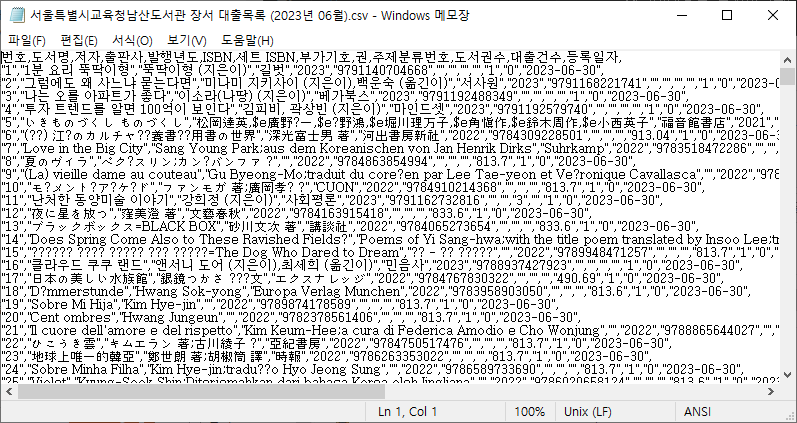 서울특별시교육청남산도서관 장서 대출목록 (2023년 06월).csv - Windows 메모장
파일(F) 편집(E) 서식(O) 보기(V) 도움말(H)
번호,도서명,저자,출판사,발행년도,ISBN,세트 ISBN,부가기호,권,주제분류번호,도서권수,대출건수,등록일자,
"1","1분 요리 뚝딱이형","뚝딱이형 (지은이)","길벗","2023","9791140704668","","","","","1","0","2023-06-30",
"2","그럼에도 왜 사느냐 묻는다면","미나미 지키사이 (지은이),백운숙 (옮긴이)","서사원","2023","9791168221741","","","","","1","0","2023-06-30",
"3","나는 오를 아파트만 산다","이소라(나땅) (지은이)","베가북스","2023","9791192488349","","","","","1","0","2023-06-30",
"4","투자 트렌드를 알면 100억이 보인다","김피비, 곽상빈 (지은이)","마인드셋","2023","9791192579740","","","","","1","0","2023-06-30",
"5","いきものづくし ものづくし","松岡達英,$e廣野?一, $e?野鴻,$e堀川理万子,$e角愼作,$e鈴木周作,$e小西英子","福音館書店","2021","
"6","(??) 江?のカルチャ??養書??用書の世界","深光富士男 著","河出書房新社","2022","9784309228501","","","","913.04","1","0","2023-06-30",
"7","Love in the Big City","Sang Young Park;aus dem Koreanischen von Jan Henrik Dirks","Suhrkamp","2022","9783518472286","","",
"8","夏のヴィラ","ペク?スリン;カン?バンファ ?","","2022","9784863854994","","","","813.7","1","0","2023-06-30",
"9","(La) vieille dame au couteau","Gu Byeong-Mo;traduit du core?en par Lee Tae-yeon et Ve?ronique Cavallasca","","2022","978
"10","モ?メント?ア?ケ?ド","ファンモガ 著;廣岡孝? ?","CUON","2022","9784910214368","","","","813.7","1","0","2023-06-30",
"11","난처한 동양미술 이야기","강희정 (지은이)","사회평론","2023","9791162732816","","","3","","1","0","2023-06-30",
"12","夜に星を放つ","窪美澄 著","文藝春秋","2022","9784163915418","","","","833.6","1","0","2023-06-30",
"13","ブラックボックス=BLACK BOX","砂川文次 著","講談社","2022","9784065273654","","","","833.6","1","0","2023-06-30",
"14","Does Spring Come Also to These Ravished Fields?","Poems of Yi Sang-hwa;with the title poem translated by Insoo Lee;tr
"15","?????? ???? ????? ??? ?????=The Dog Who Dared to Dream","?? - ?? ?????","","2022","9789948471257","","","","813.7","1","0
"16","클라우드 쿠쿠 랜드","앤서니 도어 (지은이),최세희 (옮긴이)","민음사","2023","9788937427923","","","","","1","0","2023-06-30",
"17","日本の美しい水族館","銀鏡つかさ ???文","エクスナレッジ","2022","9784767830322","","","","490.69","1","0","2023-06-30",
"18","D?mmerstunde","Hwang Sok-yong","Europa Verlag Munchen","2022","9783958903050","","","","813.6","1","0","2023-06-30",
"19","Sobre Mi Hija","Kim Hye-jin","","2022","9789874178589","","","","813.7","1","0","2023-06-30",
"20","Cent ombres","Hwang Jungeun","","2022","9782378561406","","","","813.7","1","0","2023-06-30",
"21","Il cuore dell'amore e del rispetto","Kim Keum-Hee;a cura di Federica Amodio e Cho Wonjung","","2022","9788865644027","","
"22","ひこうき雲","キムエラン 著;古川綾子 ?","亞紀書房","2022","9784750517476","","","","813.7","1","0","2023-06-30",
"23","地球上唯一的韓亞","鄭世朗 著;胡椒筒 譯","時報","2022","9786263353022","","","","813.7","1","0","2023-06-30",
"24","Sobre Minha Filha","Kim Hye-jin;tradu??o Hyo Jeong Sung","","2022","9786589733690","","","","813.7","1","0","2023-06-30",
Ln 1, Col 1 100% Unix (LF) ANSI